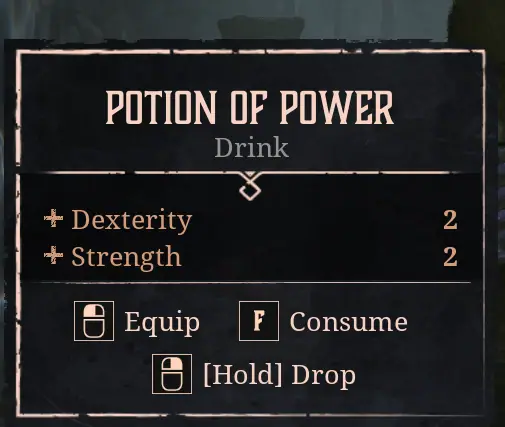 POTION OF POWER
Drink
Dexterity 2
Strength 2
Equip F Consume
[Hold] Drop